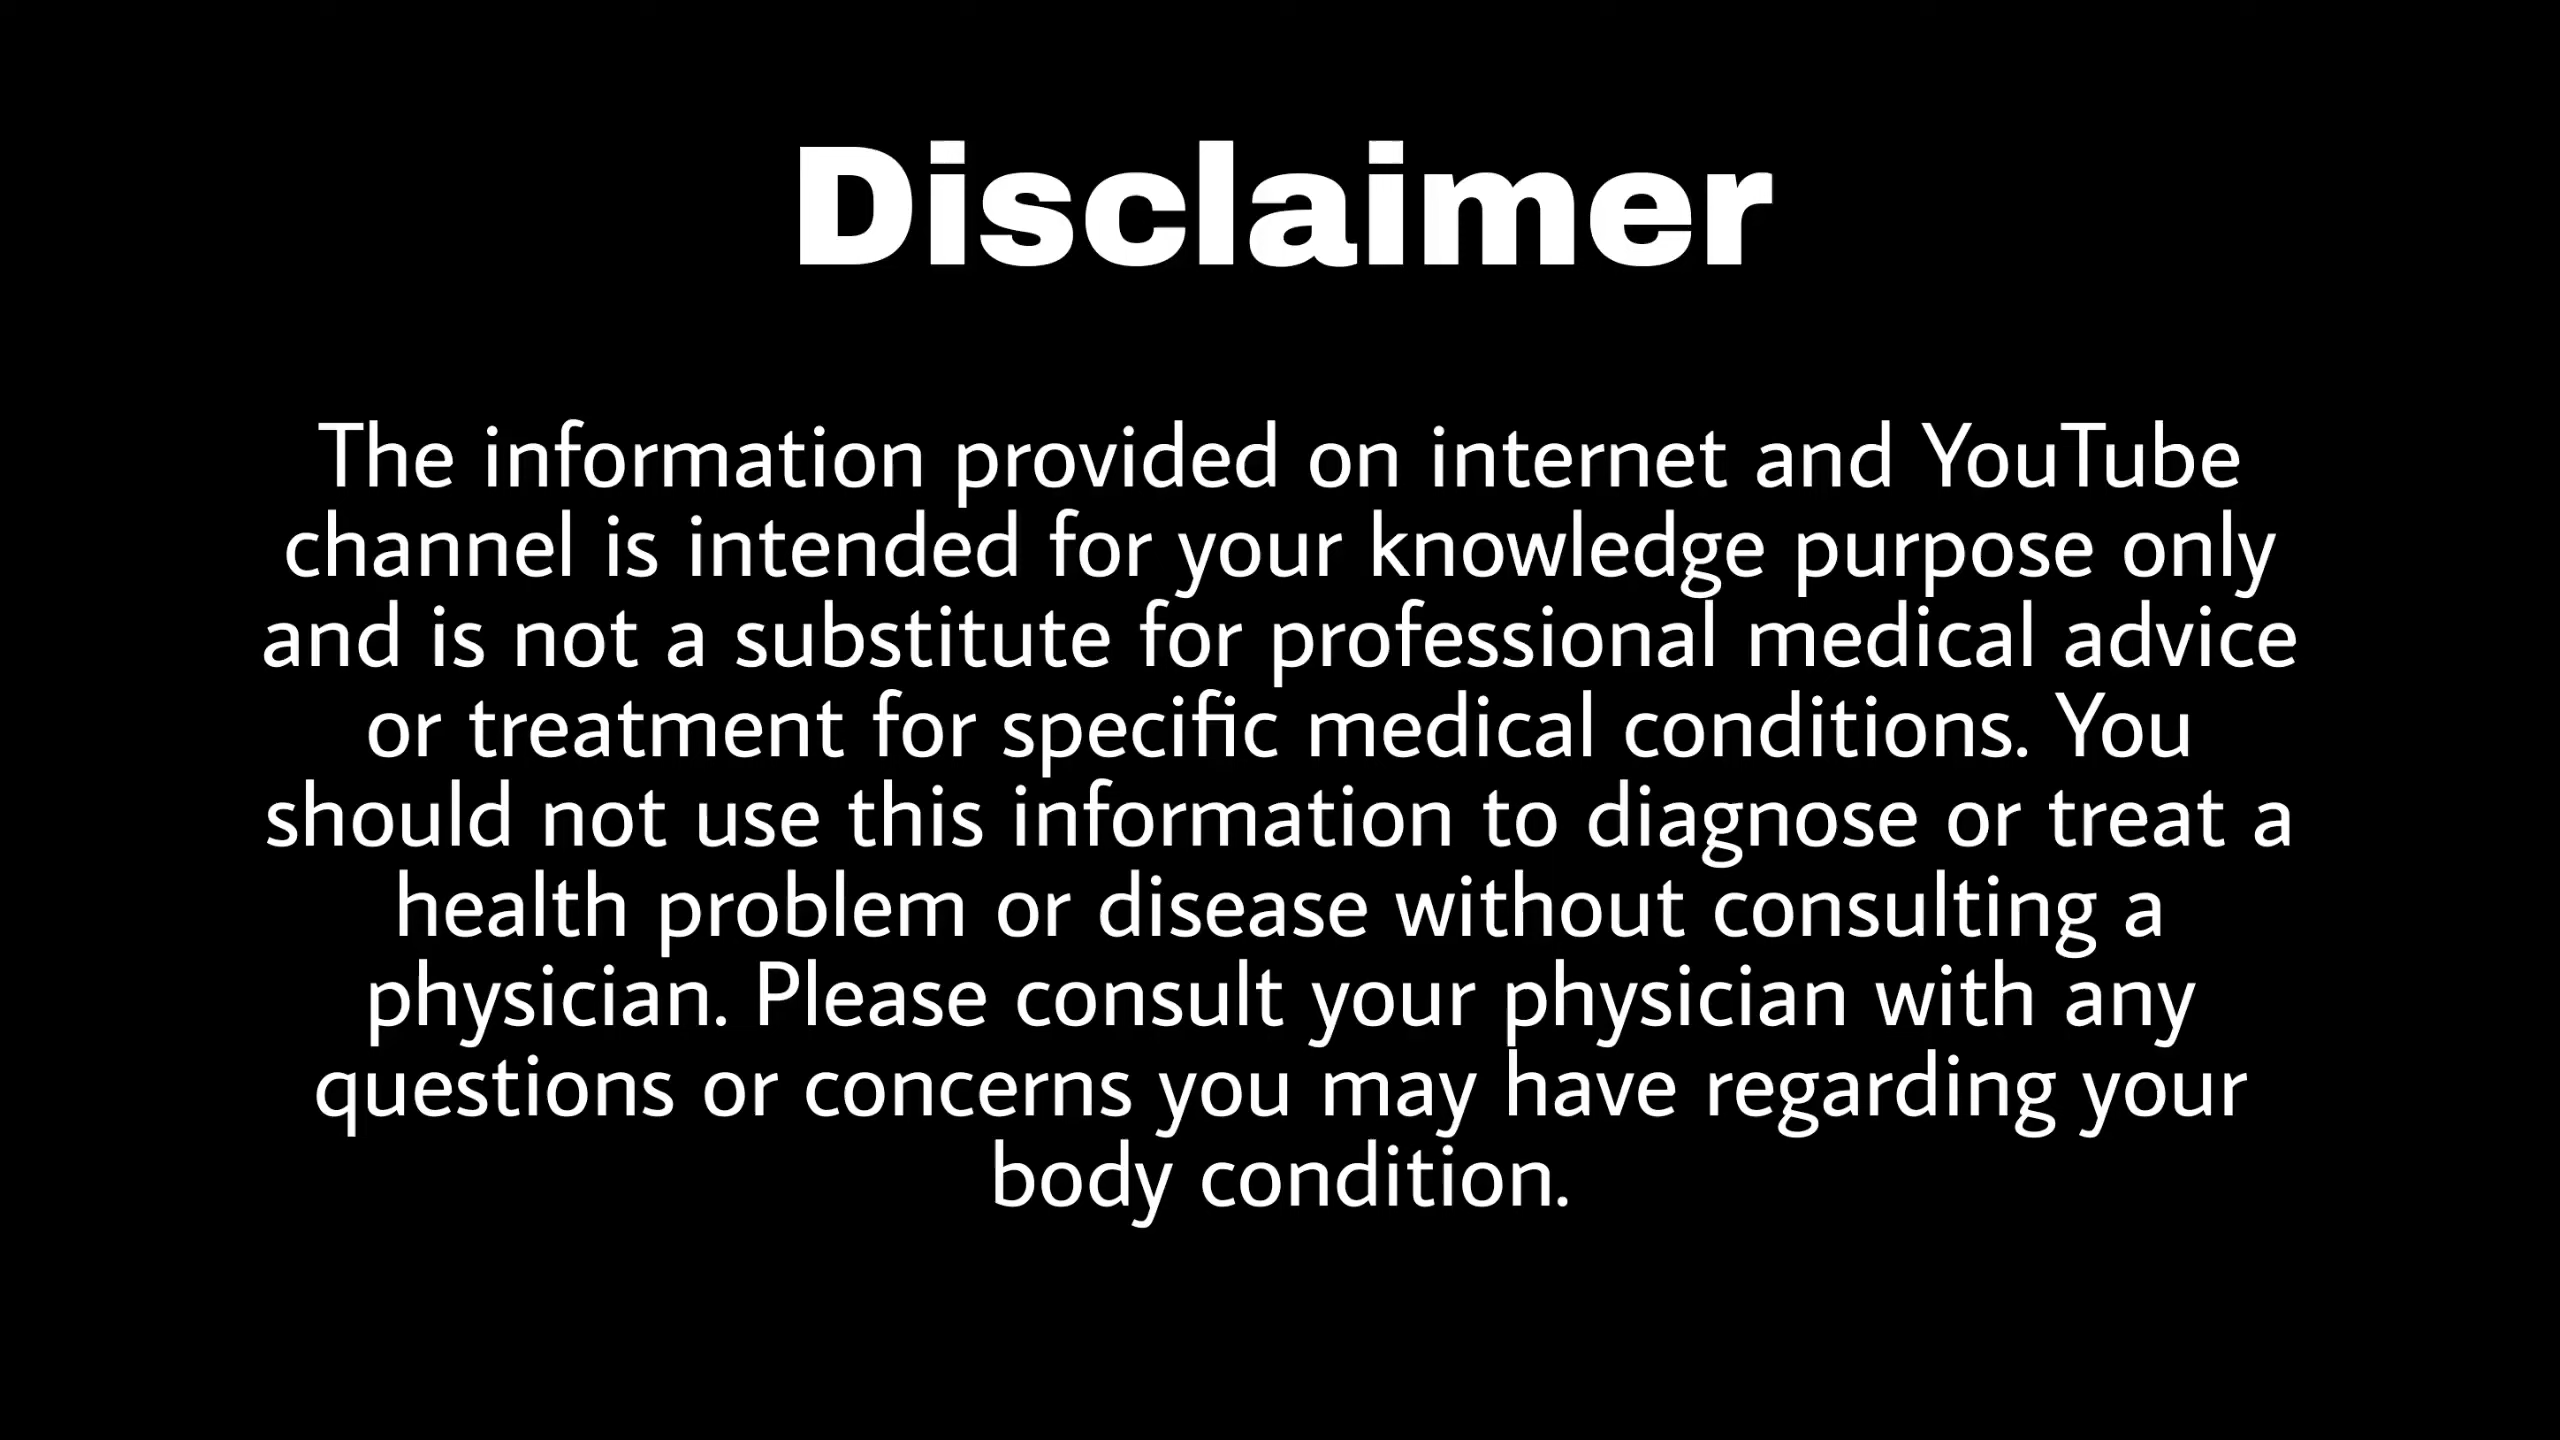 Disclaimer
The information provided on internet and YouTube
channel is intended for your knowledge purpose only
and is not a substitute for professional medical advice
or treatment for specific medical conditions. You
should not use this information to diagnose or treat a
health problem or disease without consulting a
physician. Please consult your physician with any
questions or concerns you may have regarding your
body condition.